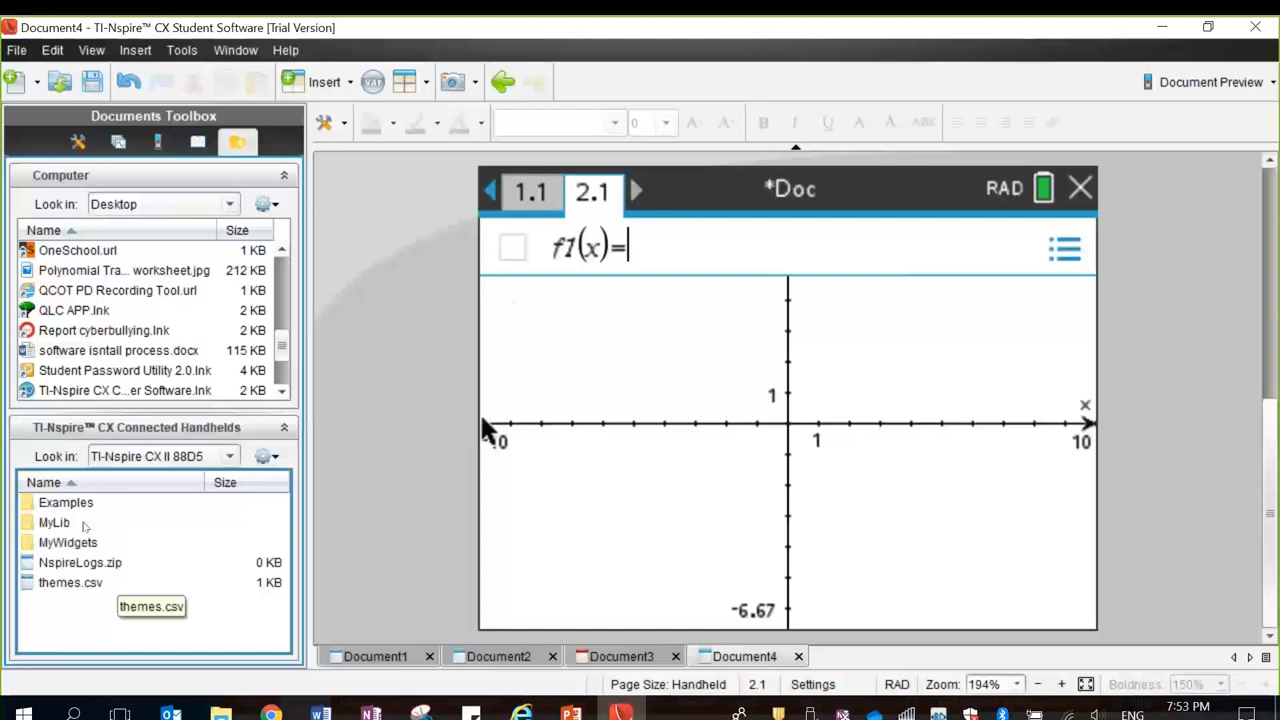 Document4 - TI-Nspire™ CX Student Software [Trial Version]
File Edit View Insert Tools Window Help
Insert var Document Preview
Documents Toolbox
0 A A B I U A A ABC
Computer
Look in: Desktop
Name Size
OneSchool.url 1 KB
Polynomial Tra... worksheet.jpg 212 KB
QCOT PD Recording Tool.url 1 KB
QLC APP.lnk 2 KB
Report cyberbullying.lnk 2 KB
software isntall process.docx 115 KB
Student Password Utility 2.0.lnk 4 KB
TI-Nspire CX C...er Software.lnk 2 KB
TI-Nspire™ CX Connected Handhelds
Look in: TI-Nspire CX II 88D5
Name Size
Examples
MyLib
MyWidgets
NspireLogs.zip 0 KB
themes.csv 1 KB
themes.csv
1.1 2.1 *Doc RAD
f1(x)=
1
x
1 10
-6.67
Document1 Document2 Document3 Document4
Page Size: Handheld 2.1 Settings RAD Zoom: 194% Boldness: 150%
7:53 PM
ENG